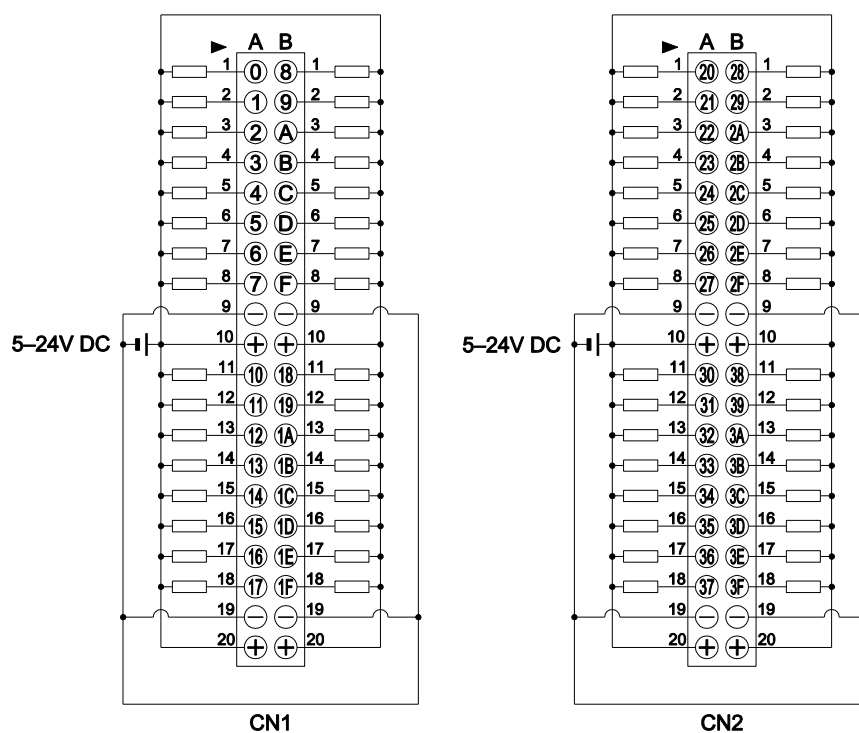 A B A B
1 0 8 1 1 20 28 1
2 1 9 2 2 21 29 2
3 2 A 3 3 22 2A 3
4 3 B 4 4 23 2B 4
5 4 C 5 5 24 2C 5
6 5 D 6 6 25 2D 6
7 6 E 7 7 26 2E 7
8 7 F 8 8 27 2F 8
9 − − 9 9 − − 9
5–24V DC 10 + + 10 5–24V DC 10 + + 10
11 10 18 11 11 30 38 11
12 11 19 12 12 31 39 12
13 12 1A 13 13 32 3A 13
14 13 1B 14 14 33 3B 14
15 14 1C 15 15 34 3C 15
16 15 1D 16 16 35 3D 16
17 16 1E 17 17 36 3E 17
18 17 1F 18 18 37 3F 18
19 − − 19 19 − − 19
20 + + 20 20 + + 20
CN1 CN2